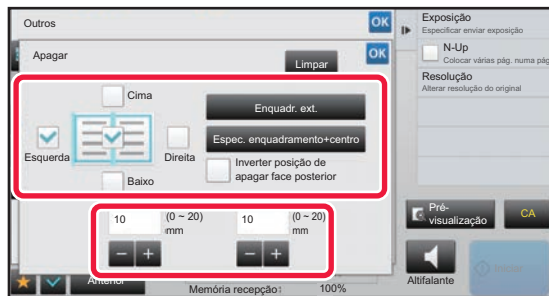 Outros
OK
Apagar
Limpar
OK
Cima
Esquerda
Direita
Baixo
Enquadr. ext.
Espec. enquadramento+centro
Inverter posição de
apagar face posterior
10
(0 ~ 20)
mm
10
(0 ~ 20)
mm
Anterior
Memória recepção:
100%
Exposição
Especificar enviar exposição
N-Up
Colocar várias pág. numa pág
Resolução
Alterar resolução do original
Pré-
visualização
CA
Altifalante
Iniciar